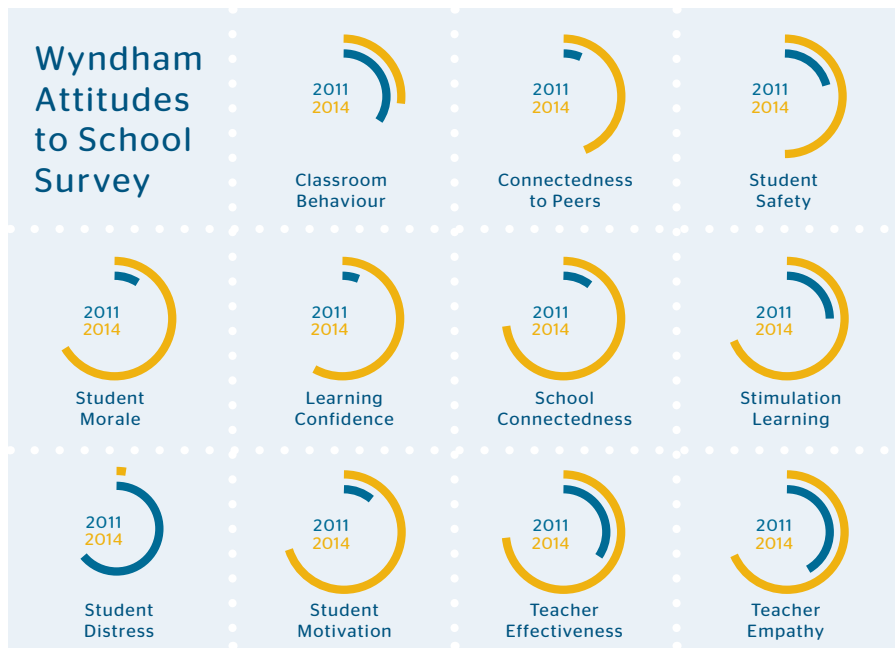 Wyndham
Attitudes
to School
Survey
2011
2014
Classroom
Behaviour
2011
2014
Connectedness
to Peers
2011
2014
Student
Safety
2011
2014
Student
Morale
2011
2014
Learning
Confidence
2011
2014
School
Connectedness
2011
2014
Stimulation
Learning
2011
2014
Student
Distress
2011
2014
Student
Motivation
2011
2014
Teacher
Effectiveness
2011
2014
Teacher
Empathy